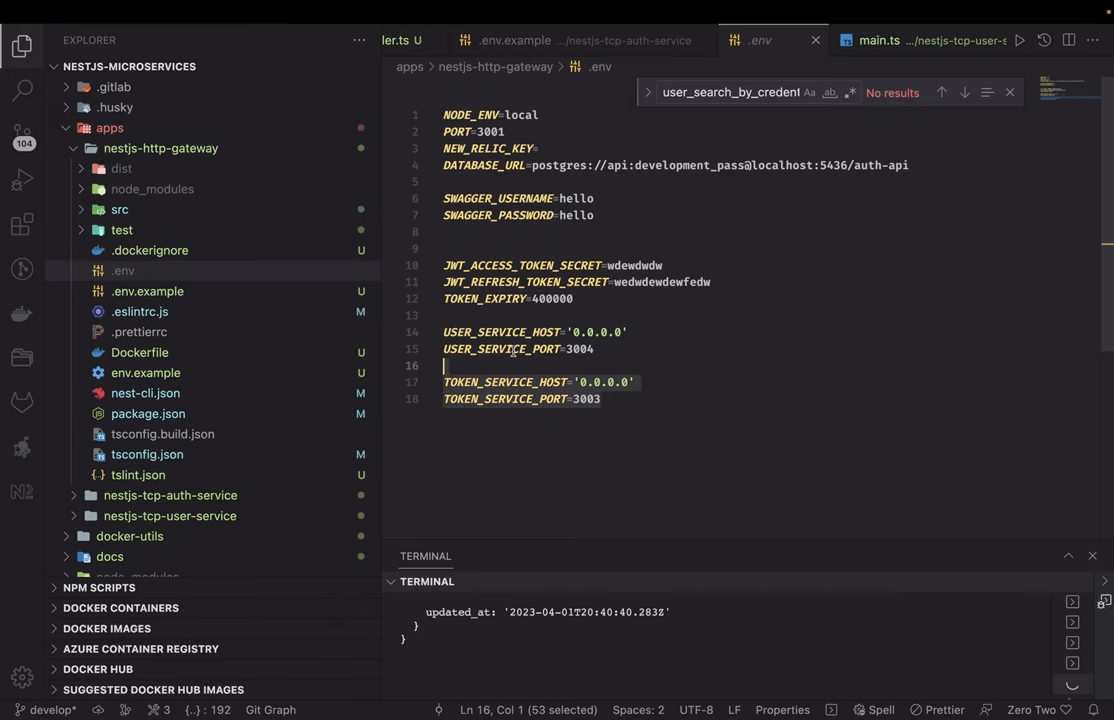 EXPLORER
NESTJS-MICROSERVICES
.gitlab
.husky
apps
nestjs-http-gateway
dist
node_modules
src
test
.dockerignore U
.env
.env.example U
.eslintrc.js M
.prettierrc
Dockerfile U
env.example U
nest-cli.json M
package.json M
tsconfig.build.json
tsconfig.json M
tslint.json U
nestjs-tcp-auth-service
nestjs-tcp-user-service
docker-utils
docs
node_modules
NPM SCRIPTS
DOCKER CONTAINERS
DOCKER IMAGES
AZURE CONTAINER REGISTRY
DOCKER HUB
SUGGESTED DOCKER HUB IMAGES
104
N2
ler.ts U
.env.example .../nestjs-tcp-auth-service
.env
main.ts .../nestjs-tcp-user-s
apps > nestjs-http-gateway > .env
user_search_by_credent Aa ab .* No results
1 NODE_ENV=local
2 PORT=3001
3 NEW_RELIC_KEY=
4 DATABASE_URL=postgres://api:development_pass@localhost:5436/auth-api
5
6 SWAGGER_USERNAME=hello
7 SWAGGER_PASSWORD=hello
8
9
10 JWT_ACCESS_TOKEN_SECRET=wdewdwdw
11 JWT_REFRESH_TOKEN_SECRET=wedwdewdewfedw
12 TOKEN_EXPIRY=400000
13
14 USER_SERVICE_HOST='0.0.0.0'
15 USER_SERVICE_PORT=3004
16
17 TOKEN_SERVICE_HOST='0.0.0.0'
18 TOKEN_SERVICE_PORT=3003
TERMINAL
TERMINAL
updated_at: '2023-04-01T20:40:40.283Z'
}
}
develop* 3 {..} : 192 Git Graph Ln 16, Col 1 (53 selected) Spaces: 2 UTF-8 LF Properties Spell Prettier Zero Two